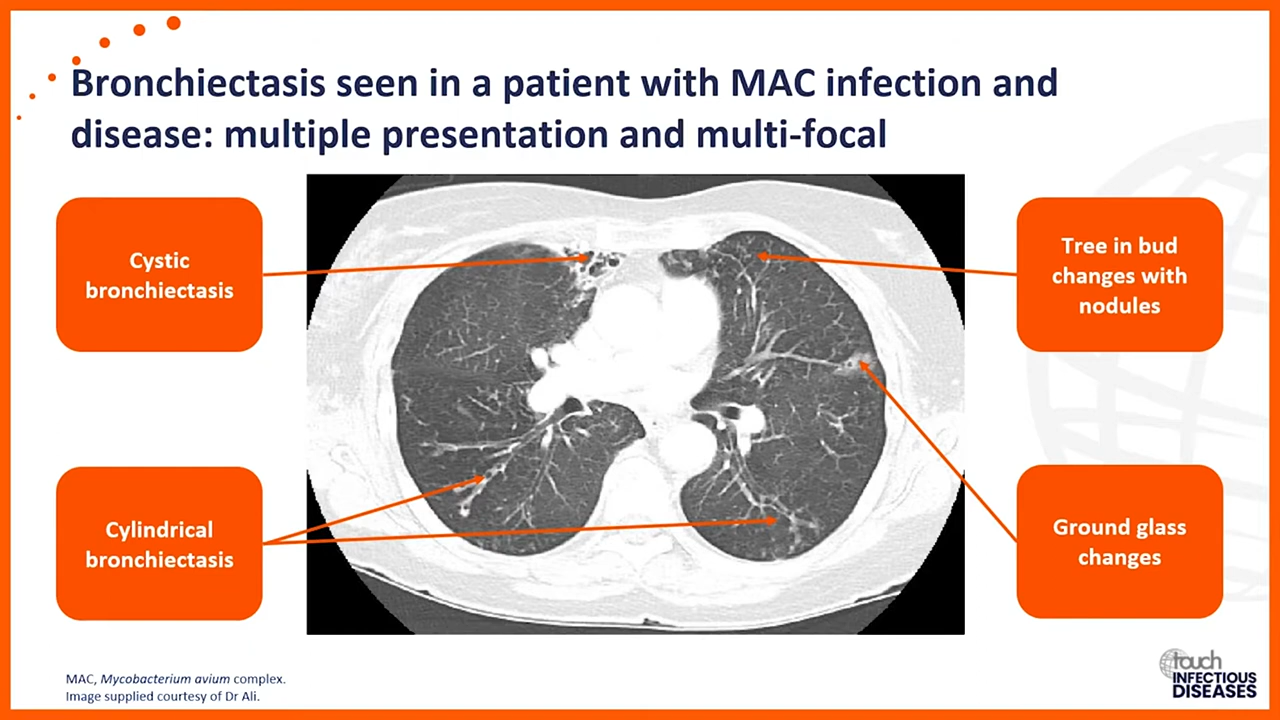 Bronchiectasis seen in a patient with MAC infection and
disease: multiple presentation and multi-focal
Cystic
bronchiectasis
Tree in bud
changes with
nodules
Cylindrical
bronchiectasis
Ground glass
changes
MAC, Mycobacterium avium complex.
Image supplied courtesy of Dr Ali.
touch
INFECTIOUS
DISEASES